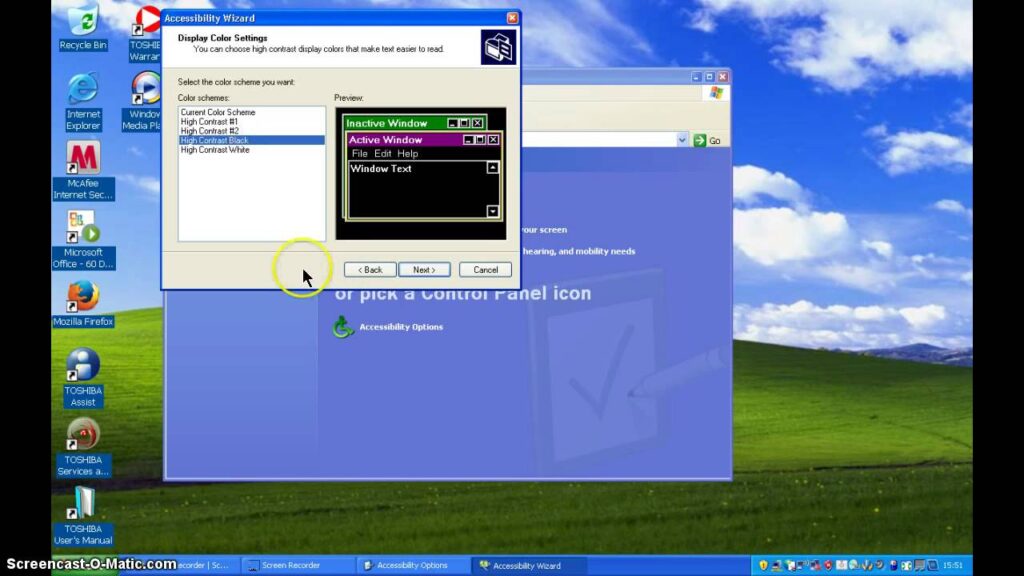 Recycle Bin
TOSHIBA
Warran
Internet
Explorer
Window
Media Pla
McAfee
Internet Sec...
Microsoft
Office - 60 D...
Mozilla Firefox
TOSHIBA
Assist
TOSHIBA
Services a...
TOSHIBA
User's Manual
Accessibility Wizard
Display Color Settings
You can choose high contrast display colors that make text easier to read.
Select the color scheme you want:
Color schemes:
Current Color Scheme
High Contrast #1
High Contrast #2
High Contrast Black
High Contrast White
Preview:
Inactive Window
Active Window
File Edit Help
Window Text
< Back
Next >
Cancel
Go
your screen
hearing, and mobility needs
or pick a Control Panel icon
Accessibility Options
Screencast-O-Matic.com
ecorder | Sc...
Screen Recorder
Accessibility Options
Accessibility Wizard
15:51